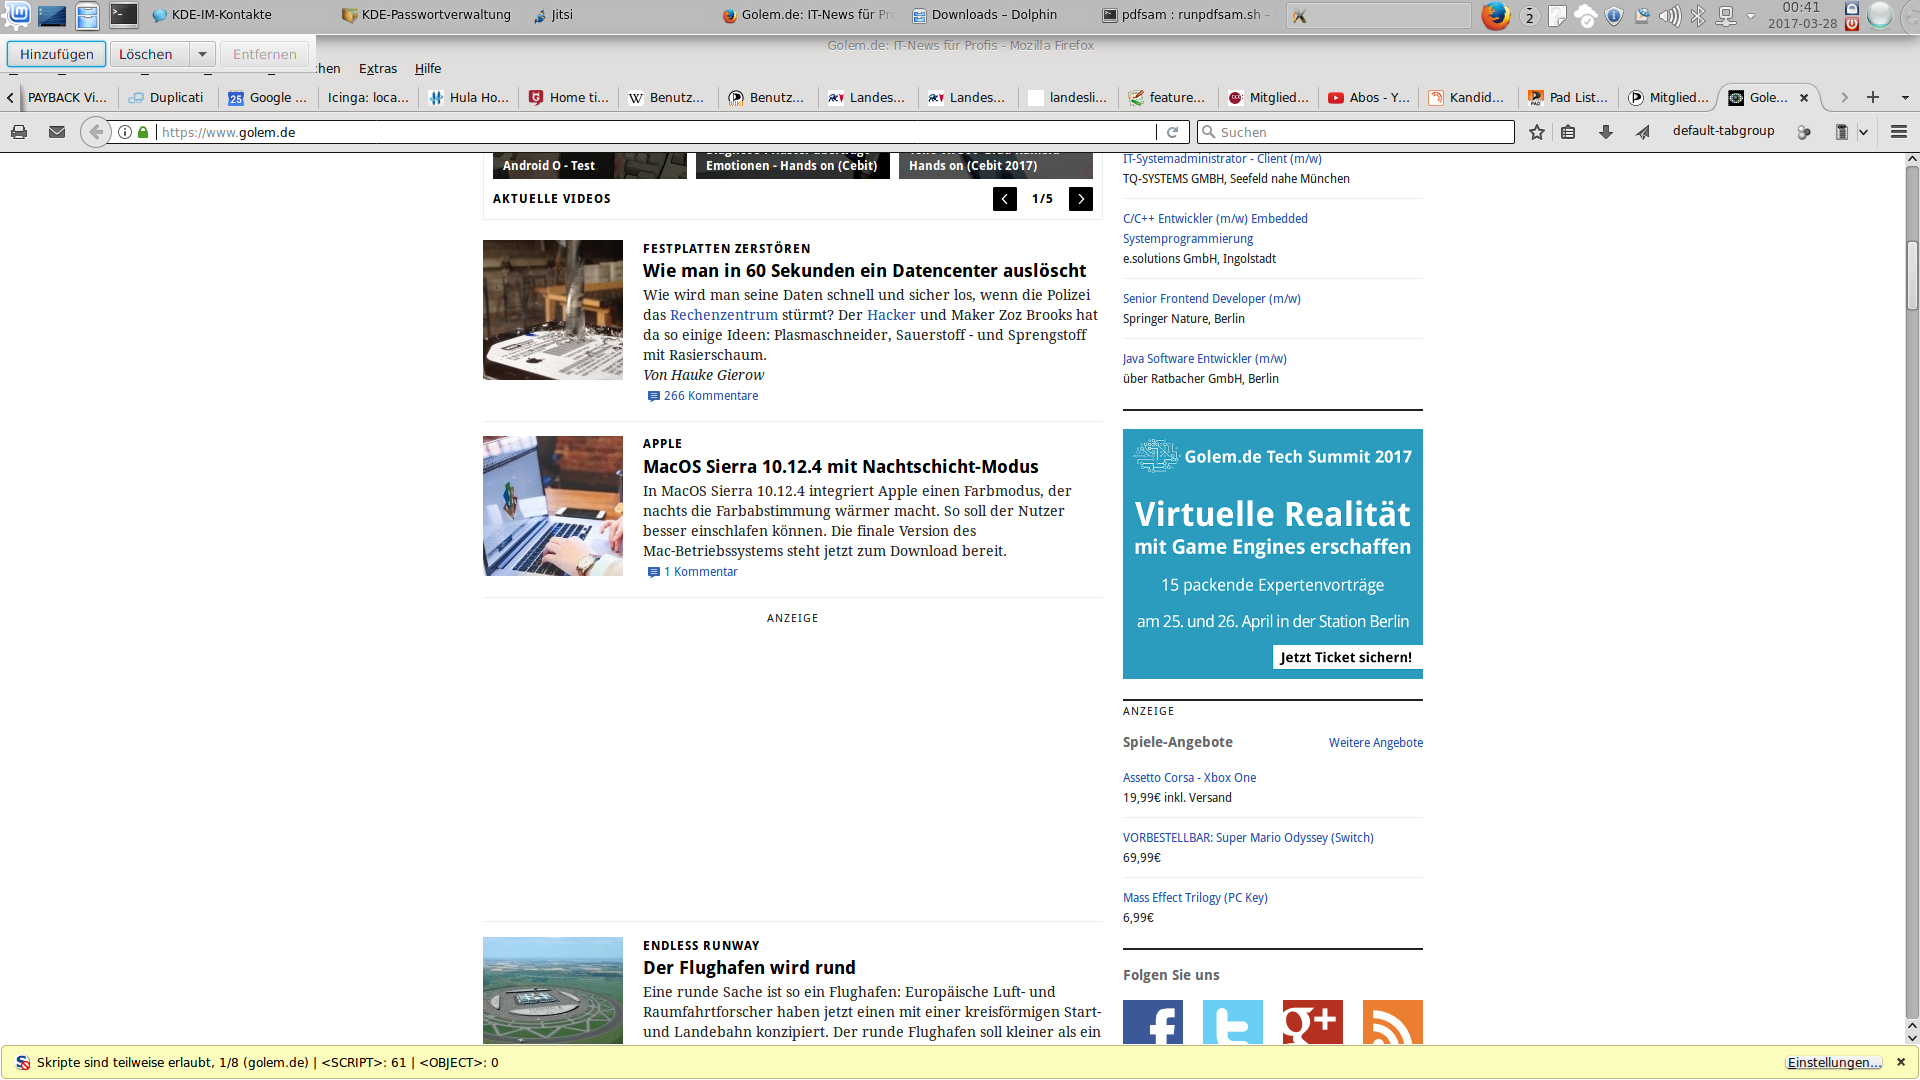 KDE-IM-Kontakte
KDE-Passwortverwaltung
Jitsi
Golem.de: IT-News für Pro
Downloads – Dolphin
pdfsam : runpdfsam.sh –
2
00:41
2017-03-28
Golem.de: IT-News für Profis - Mozilla Firefox
Hinzufügen
Löschen
Entfernen
chen
Extras
Hilfe
PAYBACK Vi...
Duplicati
25
Google ...
Icinga: loca...
Hula Ho...
Home ti...
W
Benutz...
Benutz...
Landes...
Landes...
landesli...
feature...
Mitglied...
Abos - Y...
Kandid...
Pad List...
Mitglied...
Gole...
https://www.golem.de
Suchen
default-tabgroup
Android O - Test
Emotionen - Hands on (Cebit)
Hands on (Cebit 2017)
AKTUELLE VIDEOS
1/5
FESTPLATTEN ZERSTÖREN
Wie man in 60 Sekunden ein Datencenter auslöscht
Wie wird man seine Daten schnell und sicher los, wenn die Polizei
das Rechenzentrum stürmt? Der Hacker und Maker Zoz Brooks hat
da so einige Ideen: Plasmaschneider, Sauerstoff - und Sprengstoff
mit Rasierschaum.
Von Hauke Gierow
266 Kommentare
APPLE
MacOS Sierra 10.12.4 mit Nachtschicht-Modus
In MacOS Sierra 10.12.4 integriert Apple einen Farbmodus, der
nachts die Farbabstimmung wärmer macht. So soll der Nutzer
besser einschlafen können. Die finale Version des
Mac-Betriebssystems steht jetzt zum Download bereit.
1 Kommentar
ANZEIGE
ENDLESS RUNWAY
Der Flughafen wird rund
Eine runde Sache ist so ein Flughafen: Europäische Luft- und
Raumfahrtforscher haben jetzt einen mit einer kreisförmigen Start-
und Landebahn konzipiert. Der runde Flughafen soll kleiner als ein
IT-Systemadministrator - Client (m/w)
TQ-SYSTEMS GMBH, Seefeld nahe München
C/C++ Entwickler (m/w) Embedded
Systemprogrammierung
e.solutions GmbH, Ingolstadt
Senior Frontend Developer (m/w)
Springer Nature, Berlin
Java Software Entwickler (m/w)
über Ratbacher GmbH, Berlin
Golem.de Tech Summit 2017
Virtuelle Realität
mit Game Engines erschaffen
15 packende Expertenvorträge
am 25. und 26. April in der Station Berlin
Jetzt Ticket sichern!
ANZEIGE
Spiele-Angebote
Weitere Angebote
Assetto Corsa - Xbox One
19,99€ inkl. Versand
VORBESTELLBAR: Super Mario Odyssey (Switch)
69,99€
Mass Effect Trilogy (PC Key)
6,99€
Folgen Sie uns
f
g+
Skripte sind teilweise erlaubt, 1/8 (golem.de) | <SCRIPT>: 61 | <OBJECT>: 0
Einstellungen...